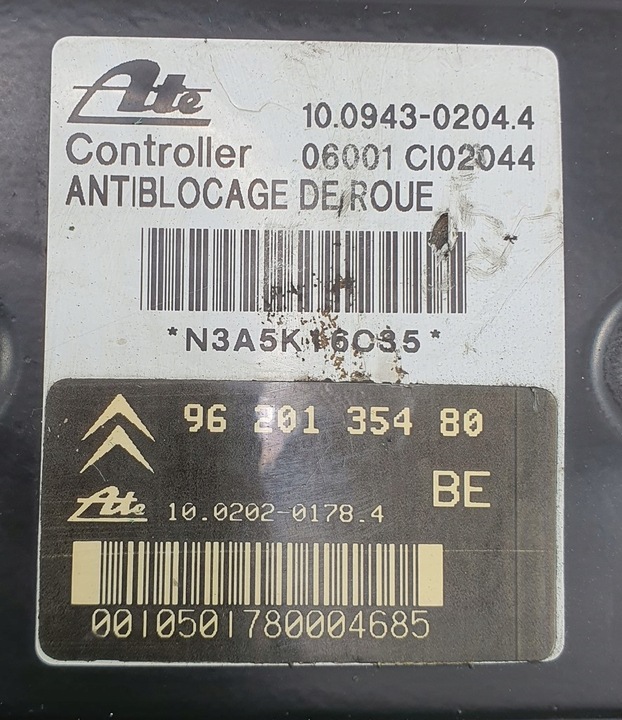 Ate
10.0943-0204.4
Controller 06001 CI02044
ANTIBLOCAGE DE ROUE
*N3A5K16C35*
96 201 354 80
BE
Ate 10.0202-0178.4
0010501780004685